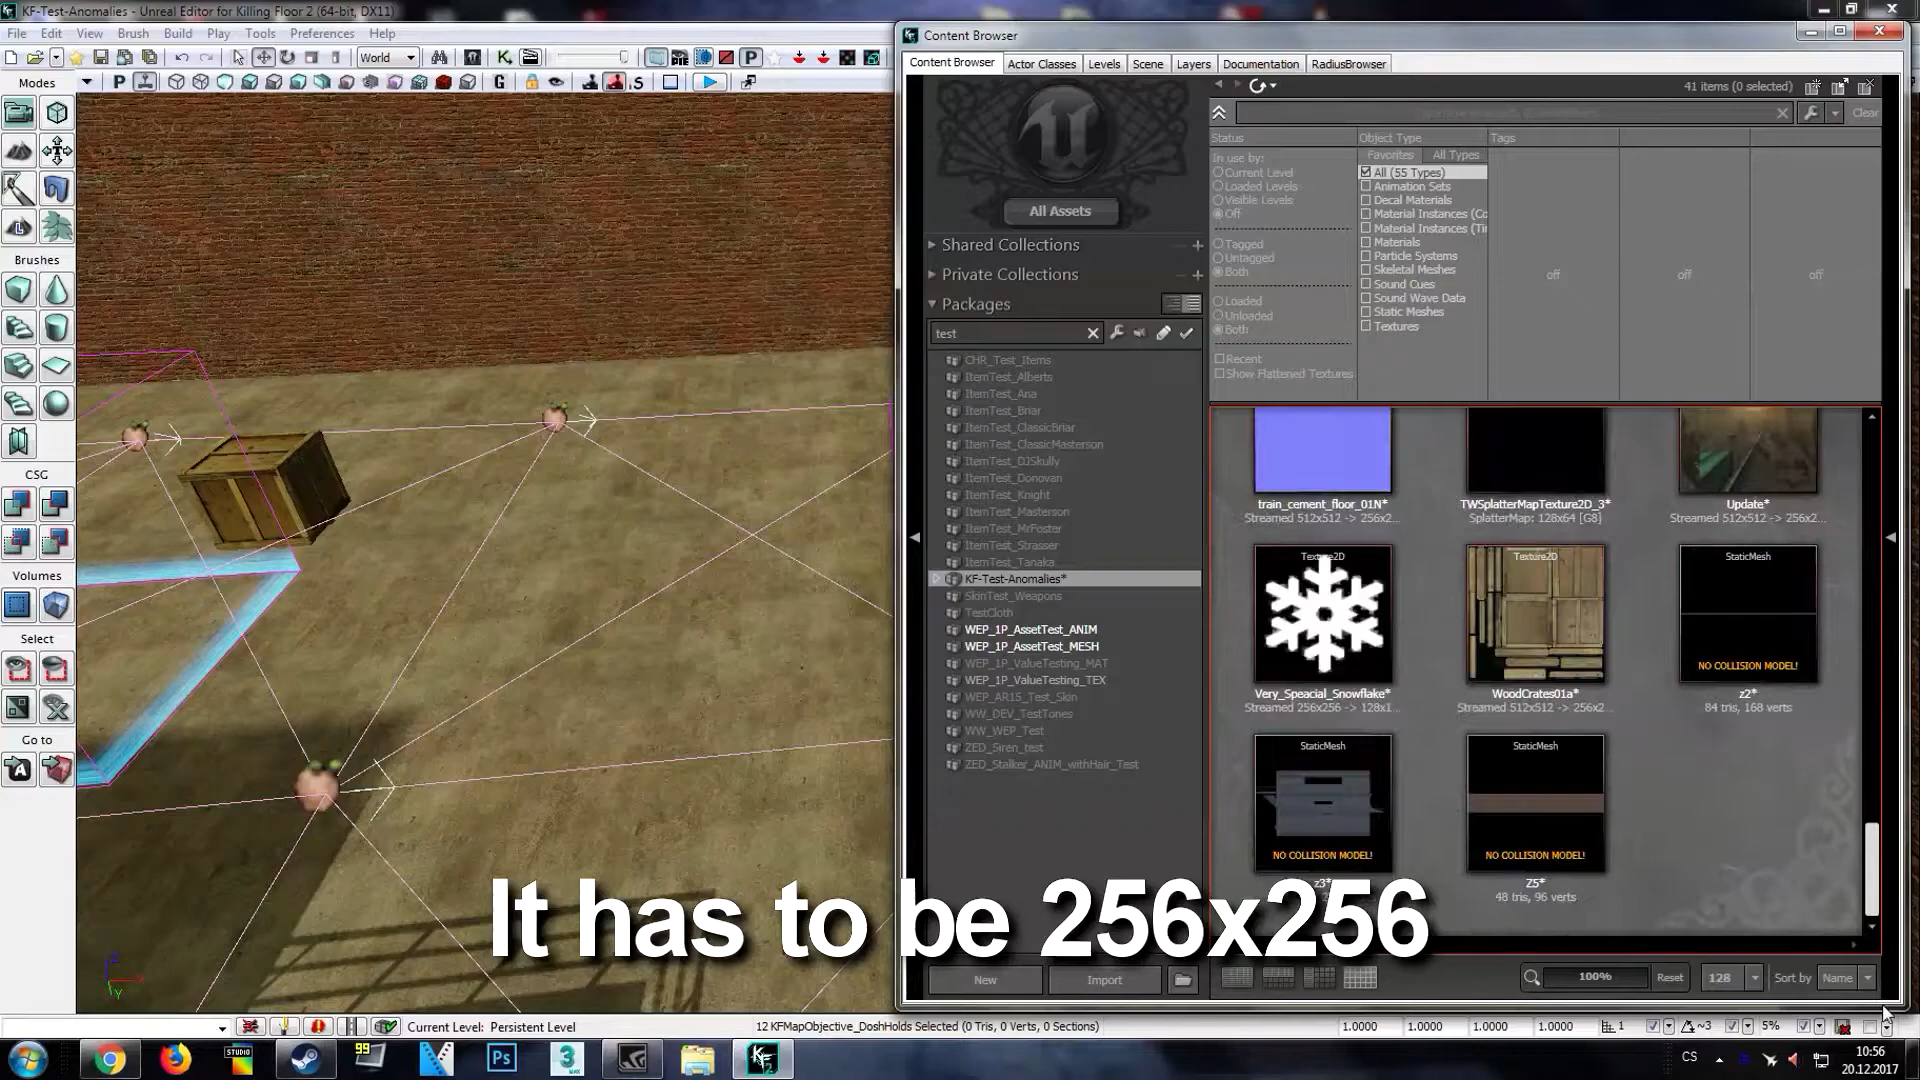 KF-Test-Anomalies - Unreal Editor for Killing Floor 2 (64-bit, DX11)
File Edit View Brush Build Play Tools Preferences Help
World
P
P G S
Modes
Brushes
CSG
Volumes
Select
Go to
Content Browser
Content Browser Actor Classes Levels Scene Layers Documentation RadiusBrowser
All Assets
Shared Collections
Private Collections
Packages
test
CHR_Test_Items
ItemTest_Alberts
ItemTest_Ana
ItemTest_Briar
ItemTest_ClassicBriar
ItemTest_ClassicMasterson
ItemTest_DJSkully
ItemTest_Donovan
ItemTest_Knight
ItemTest_Masterson
ItemTest_MrFoster
ItemTest_Strasser
ItemTest_Tanaka
KF-Test-Anomalies*
SkinTest_Weapons
TestCloth
WEP_1P_AssetTest_ANIM
WEP_1P_AssetTest_MESH
WEP_1P_ValueTesting_MAT
WEP_1P_ValueTesting_TEX
WEP_AR15_Test_Skin
WW_DEV_TestTones
WW_WEP_Test
ZED_Siren_test
ZED_Stalker_ANIM_withHair_Test
New Import
41 items (0 selected)
Clear
Status
In use by:
Current Level
Loaded Levels
Visible Levels
Off
Tagged
Untagged
Both
Loaded
Unloaded
Both
Recent
Show Flattened Textures
Object Type
Favorites All Types
All (55 Types)
Animation Sets
Decal Materials
Material Instances (Co
Material Instances (Ti
Materials
Particle Systems
Skeletal Meshes
Sound Cues
Sound Wave Data
Static Meshes
Textures
Tags
off off off
train_cement_floor_01N* TWSplatterMapTexture2D_3* Update*
Streamed 512x512 -> 256x2... SplatterMap: 128x64 [G8] Streamed 512x512 -> 256x2...
Texture2D Texture2D StaticMesh
NO COLLISION MODEL!
Very_Speacial_Snowflake* WoodCrates01a* z2*
Streamed 256x256 -> 128x1... Streamed 512x512 -> 256x2... 84 tris, 168 verts
StaticMesh StaticMesh
NO COLLISION MODEL! NO COLLISION MODEL!
z3* Z5*
48 tris, 96 verts
It has to be 256x256
100% Reset 128 Sort by Name
Z
Y
Current Level: Persistent Level
12 KFMapObjective_DoshHolds Selected (0 Tris, 0 Verts, 0 Sections)
1.0000 1.0000 1.0000 1.0000 1 ~3 5%
STUDIO 99 Ps 3 MAX
CS
10:56
20.12.2017